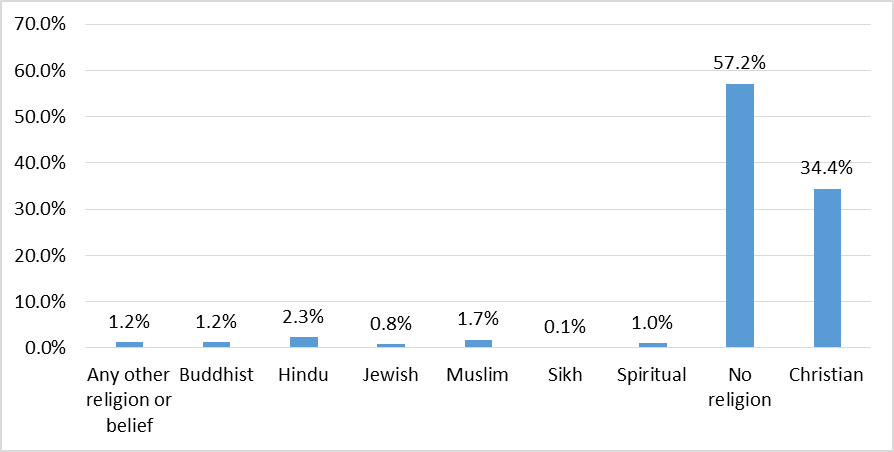 70.0%
60.0%
50.0%
40.0%
30.0%
20.0%
10.0%
0.0%
1.2%
1.2%
2.3%
0.8%
1.7%
0.1%
1.0%
57.2%
34.4%
Any other
religion or
belief
Buddhist
Hindu
Jewish
Muslim
Sikh
Spiritual
No
religion
Christian